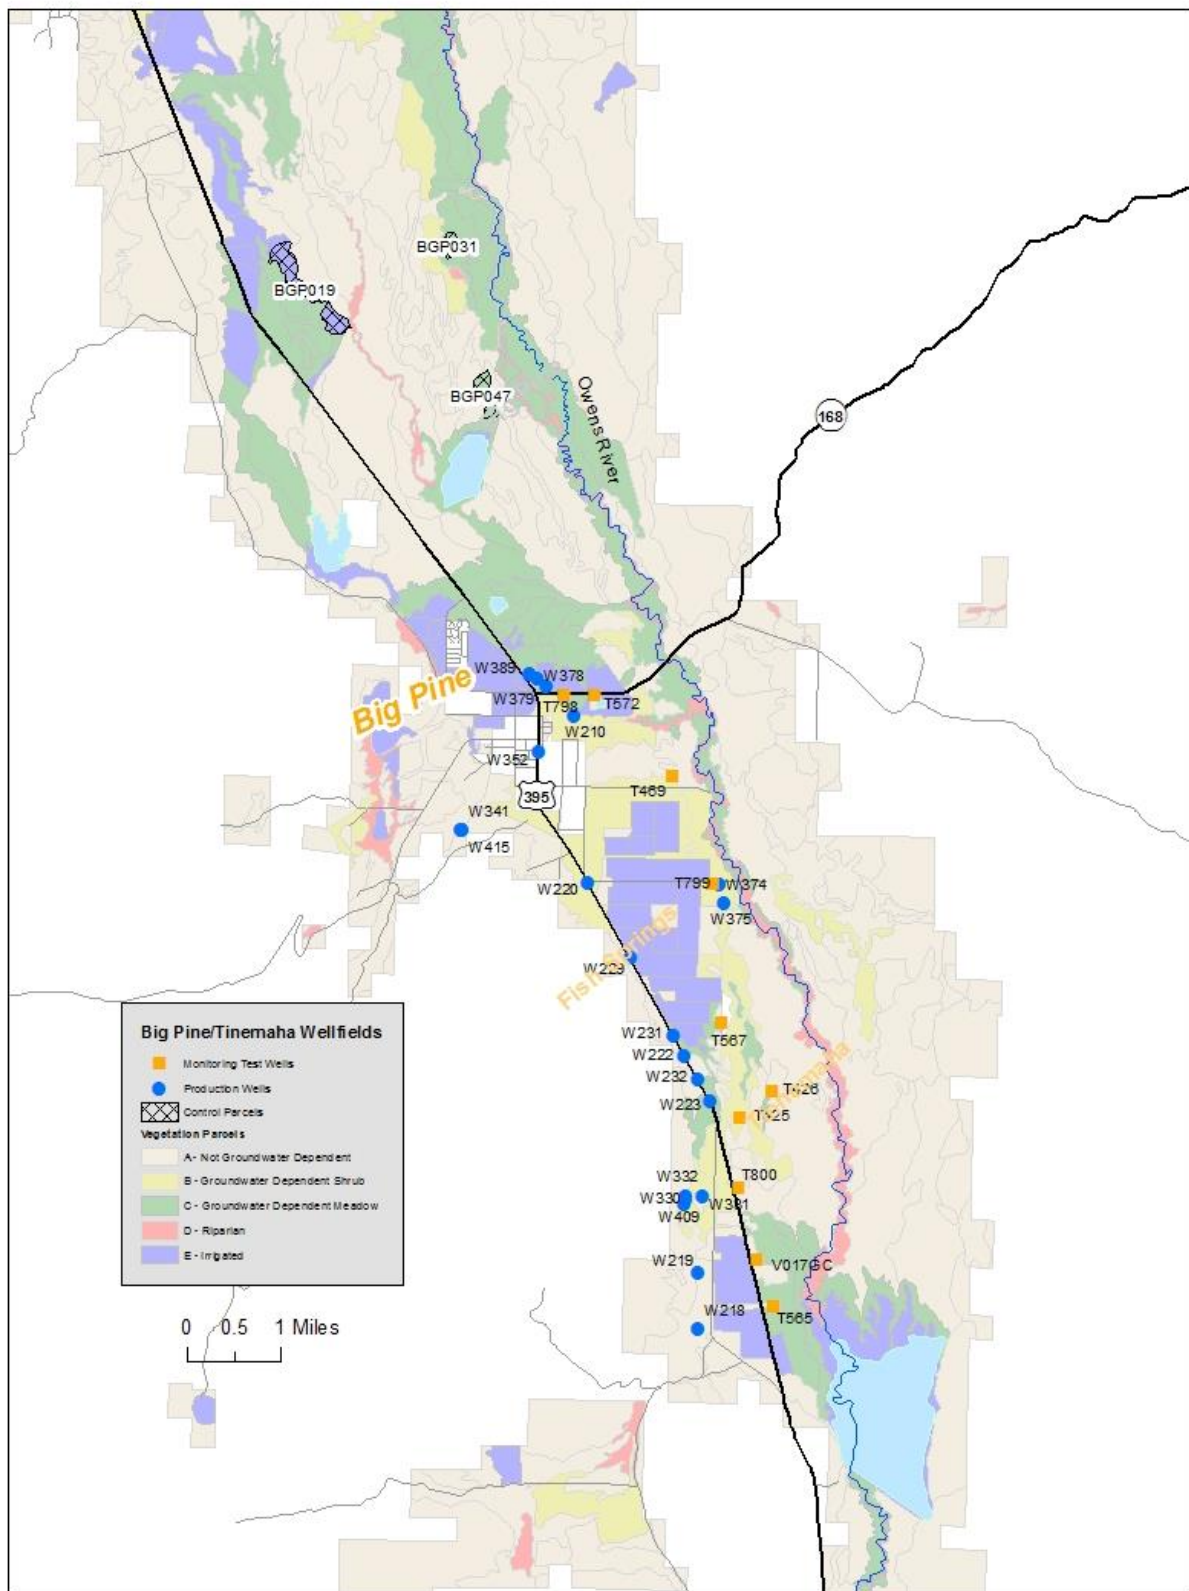 BGP031
BGP019
BGP047
Owens River
168
W389
W378
Big Pine
W379
T798
T572
W210
W352
T469
395
W341
W415
W220
T799
W374
W375
Fish Springs
W229
W231
T567
W222
W232
T426
W223
T425
Tinemaha
W332
T800
W330
W331
W409
W219
V017GC
W218
T565
Big Pine/Tinemaha Wellfields
Monitoring Test Wells
Production Wells
Control Parcels
Vegetation Parcels
A - Not Groundwater Dependent
B - Groundwater Dependent Shrub
C - Groundwater Dependent Meadow
D - Riparian
E - Irrigated
0 0.5 1 Miles